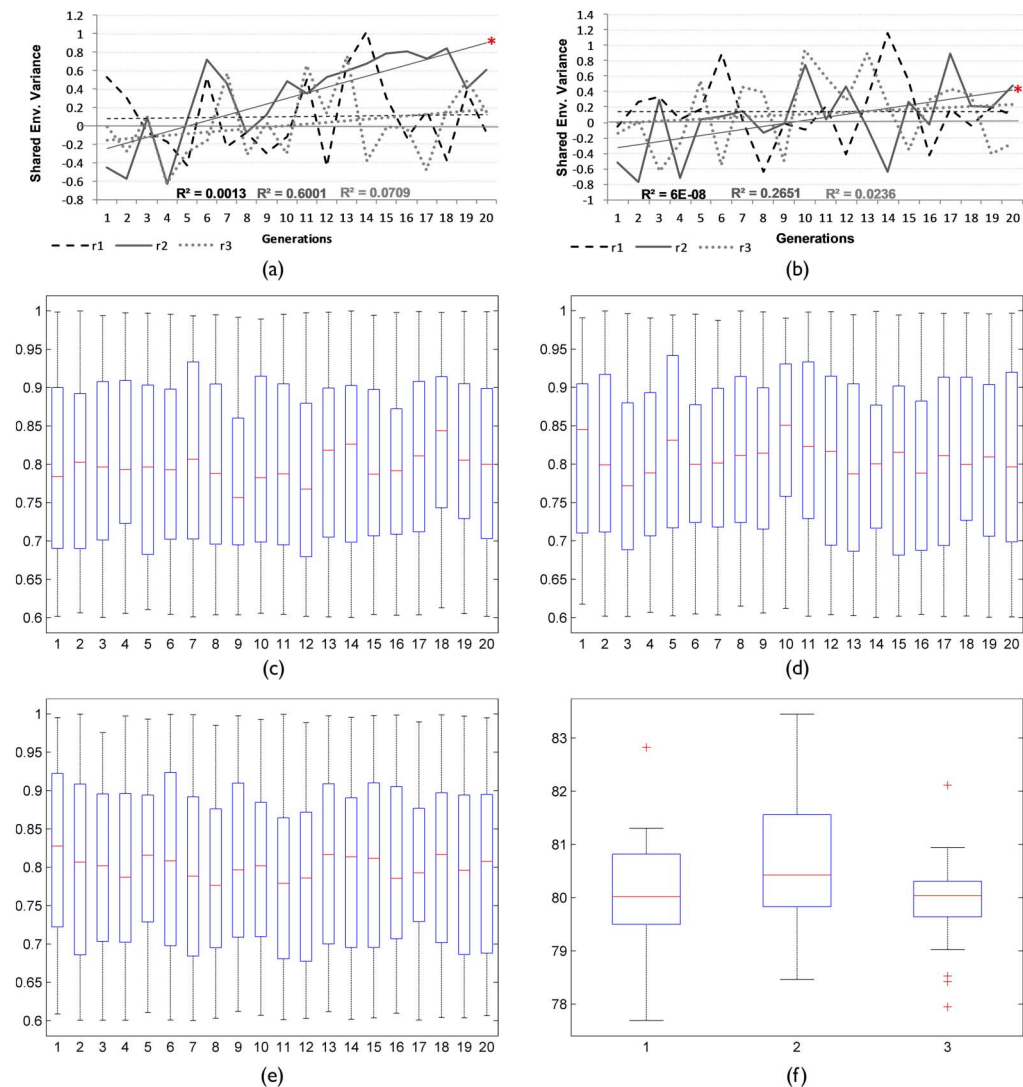 (a) (b)
Shared Env. Variance
1.2
1
0.8
0.6
0.4
0.2
0
-0.2
-0.4
-0.6
-0.8
*
R² = 0.0013 R² = 0.6001 R² = 0.0709
1 2 3 4 5 6 7 8 9 10 11 12 13 14 15 16 17 18 19 20
Generations
r1 r2 r3
(a)
Shared Env. Variance
1.4
1.2
1
0.8
0.6
0.4
0.2
0
-0.2
-0.4
-0.6
-0.8
-1
*
R² = 6E-08 R² = 0.2651 R² = 0.0236
1 2 3 4 5 6 7 8 9 10 11 12 13 14 15 16 17 18 19 20
Generations
r1 r2 r3
(b)
1
0.95
0.9
0.85
0.8
0.75
0.7
0.65
0.6
1 2 3 4 5 6 7 8 9 10 11 12 13 14 15 16 17 18 19 20
(c)
1
0.95
0.9
0.85
0.8
0.75
0.7
0.65
0.6
1 2 3 4 5 6 7 8 9 10 11 12 13 14 15 16 17 18 19 20
(d)
1
0.95
0.9
0.85
0.8
0.75
0.7
0.65
0.6
1 2 3 4 5 6 7 8 9 10 11 12 13 14 15 16 17 18 19 20
(e)
83
82
81
80
79
78
1 2 3
(f)